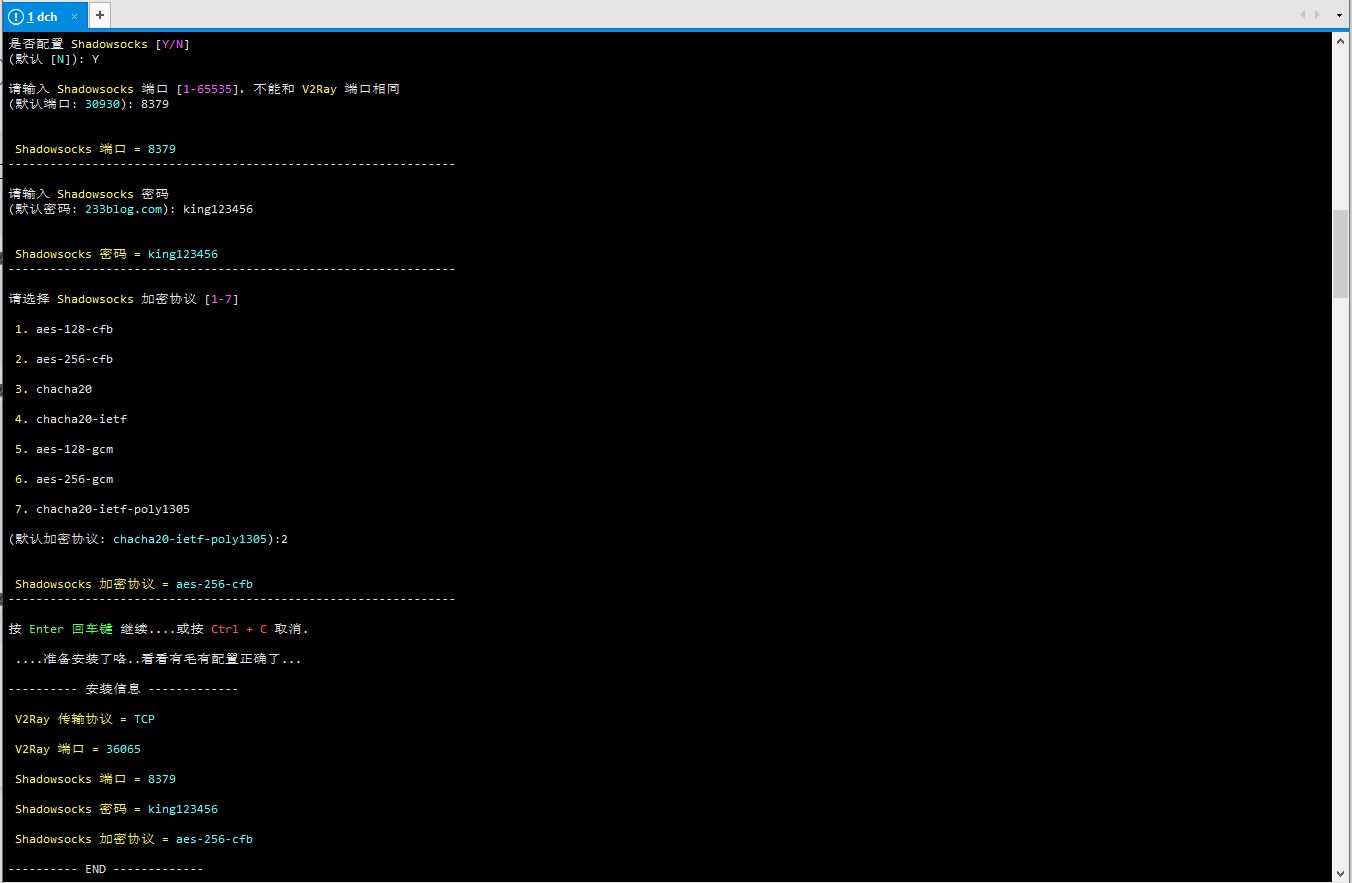 1 dch × +
是否配置 Shadowsocks [Y/N]
(默认 [N]): Y
请输入 Shadowsocks 端口 [1-65535]，不能和 V2Ray 端口相同
(默认端口: 30930): 8379
Shadowsocks 端口 = 8379
----------------------------------------------------------------
请输入 Shadowsocks 密码
(默认密码: 233blog.com): king123456
Shadowsocks 密码 = king123456
----------------------------------------------------------------
请选择 Shadowsocks 加密协议 [1-7]
1. aes-128-cfb
2. aes-256-cfb
3. chacha20
4. chacha20-ietf
5. aes-128-gcm
6. aes-256-gcm
7. chacha20-ietf-poly1305
(默认加密协议: chacha20-ietf-poly1305):2
Shadowsocks 加密协议 = aes-256-cfb
----------------------------------------------------------------
按 Enter 回车键 继续....或按 Ctrl + C 取消.
....准备安装了咯..看看有毛有配置正确了...
---------- 安装信息 -------------
V2Ray 传输协议 = TCP
V2Ray 端口 = 36065
Shadowsocks 端口 = 8379
Shadowsocks 密码 = king123456
Shadowsocks 加密协议 = aes-256-cfb
---------- END -------------